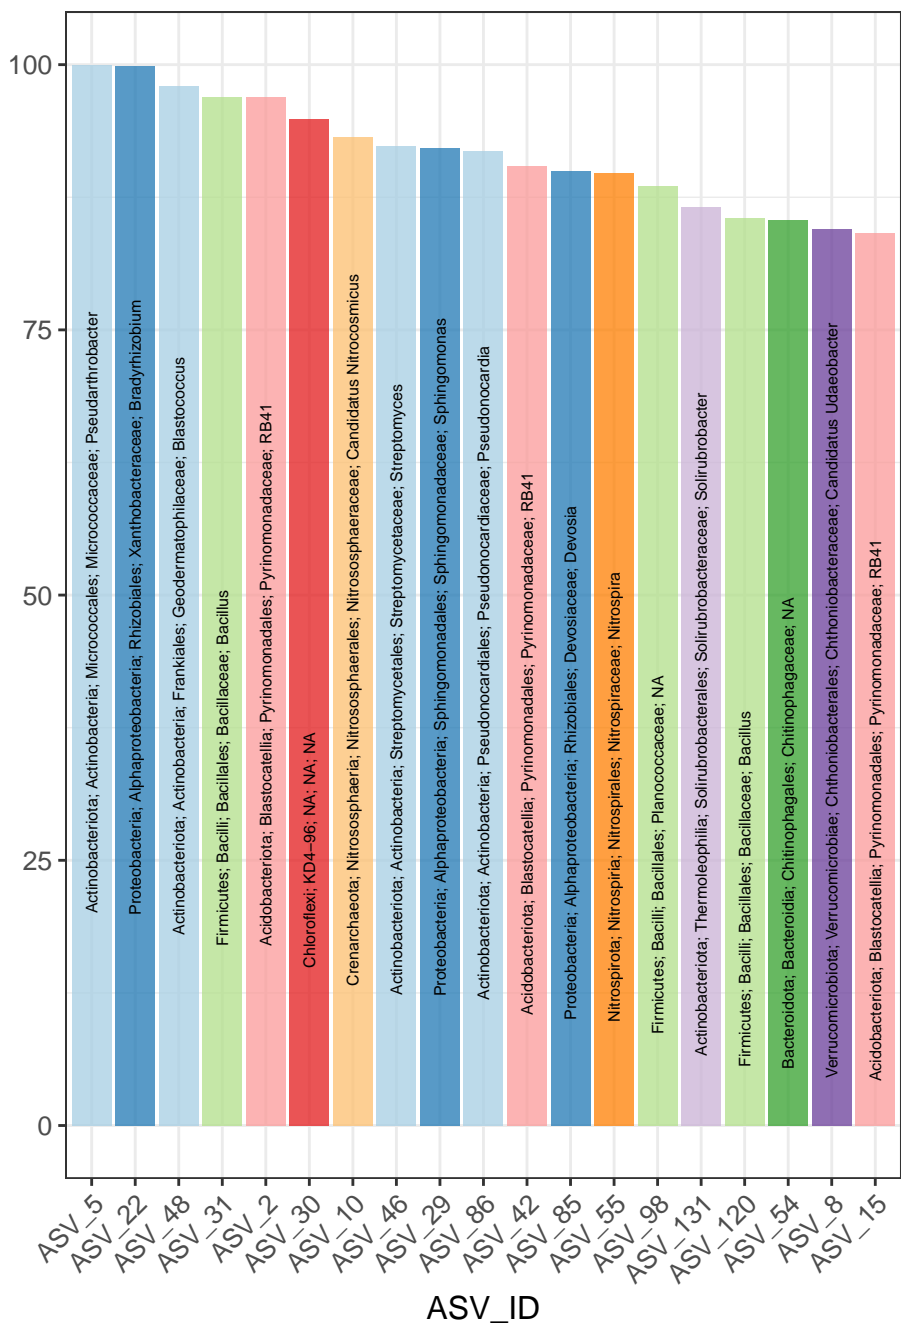 100
75
50
25
0
Actinobacteriota; Actinobacteria; Micrococcales; Micrococcaceae; Pseudarthrobacter
Proteobacteria; Alphaproteobacteria; Rhizobiales; Xanthobacteraceae; Bradyrhizobium
Actinobacteriota; Actinobacteria; Frankiales; Geodermatophilaceae; Blastococcus
Firmicutes; Bacilli; Bacillales; Bacillaceae; Bacillus
Acidobacteriota; Blastocatellia; Pyrinomonadales; Pyrinomonadaceae; RB41
Chloroflexi; KD4−96; NA; NA; NA
Crenarchaeota; Nitrososphaeria; Nitrososphaerales; Nitrososphaeraceae; Candidatus Nitrocosmicus
Actinobacteriota; Actinobacteria; Streptomycetales; Streptomycetaceae; Streptomyces
Proteobacteria; Alphaproteobacteria; Sphingomonadales; Sphingomonadaceae; Sphingomonas
Actinobacteriota; Actinobacteria; Pseudonocardiales; Pseudonocardiaceae; Pseudonocardia
Acidobacteriota; Blastocatellia; Pyrinomonadales; Pyrinomonadaceae; RB41
Proteobacteria; Alphaproteobacteria; Rhizobiales; Devosiaceae; Devosia
Nitrospirota; Nitrospiria; Nitrospirales; Nitrospiraceae; Nitrospira
Firmicutes; Bacilli; Bacillales; Planococcaceae; NA
Actinobacteriota; Thermoleophilia; Solirubrobacterales; Solirubrobacteraceae; Solirubrobacter
Firmicutes; Bacilli; Bacillales; Bacillaceae; Bacillus
Bacteroidota; Bacteroidia; Chitinophagales; Chitinophagaceae; NA
Verrucomicrobiota; Verrucomicrobiae; Chthoniobacterales; Chthoniobacteraceae; Candidatus Udaeobacter
Acidobacteriota; Blastocatellia; Pyrinomonadales; Pyrinomonadaceae; RB41
ASV_5
ASV_22
ASV_48
ASV_31
ASV_2
ASV_30
ASV_10
ASV_46
ASV_29
ASV_86
ASV_42
ASV_85
ASV_55
ASV_98
ASV_131
ASV_120
ASV_54
ASV_8
ASV_15
ASV_ID